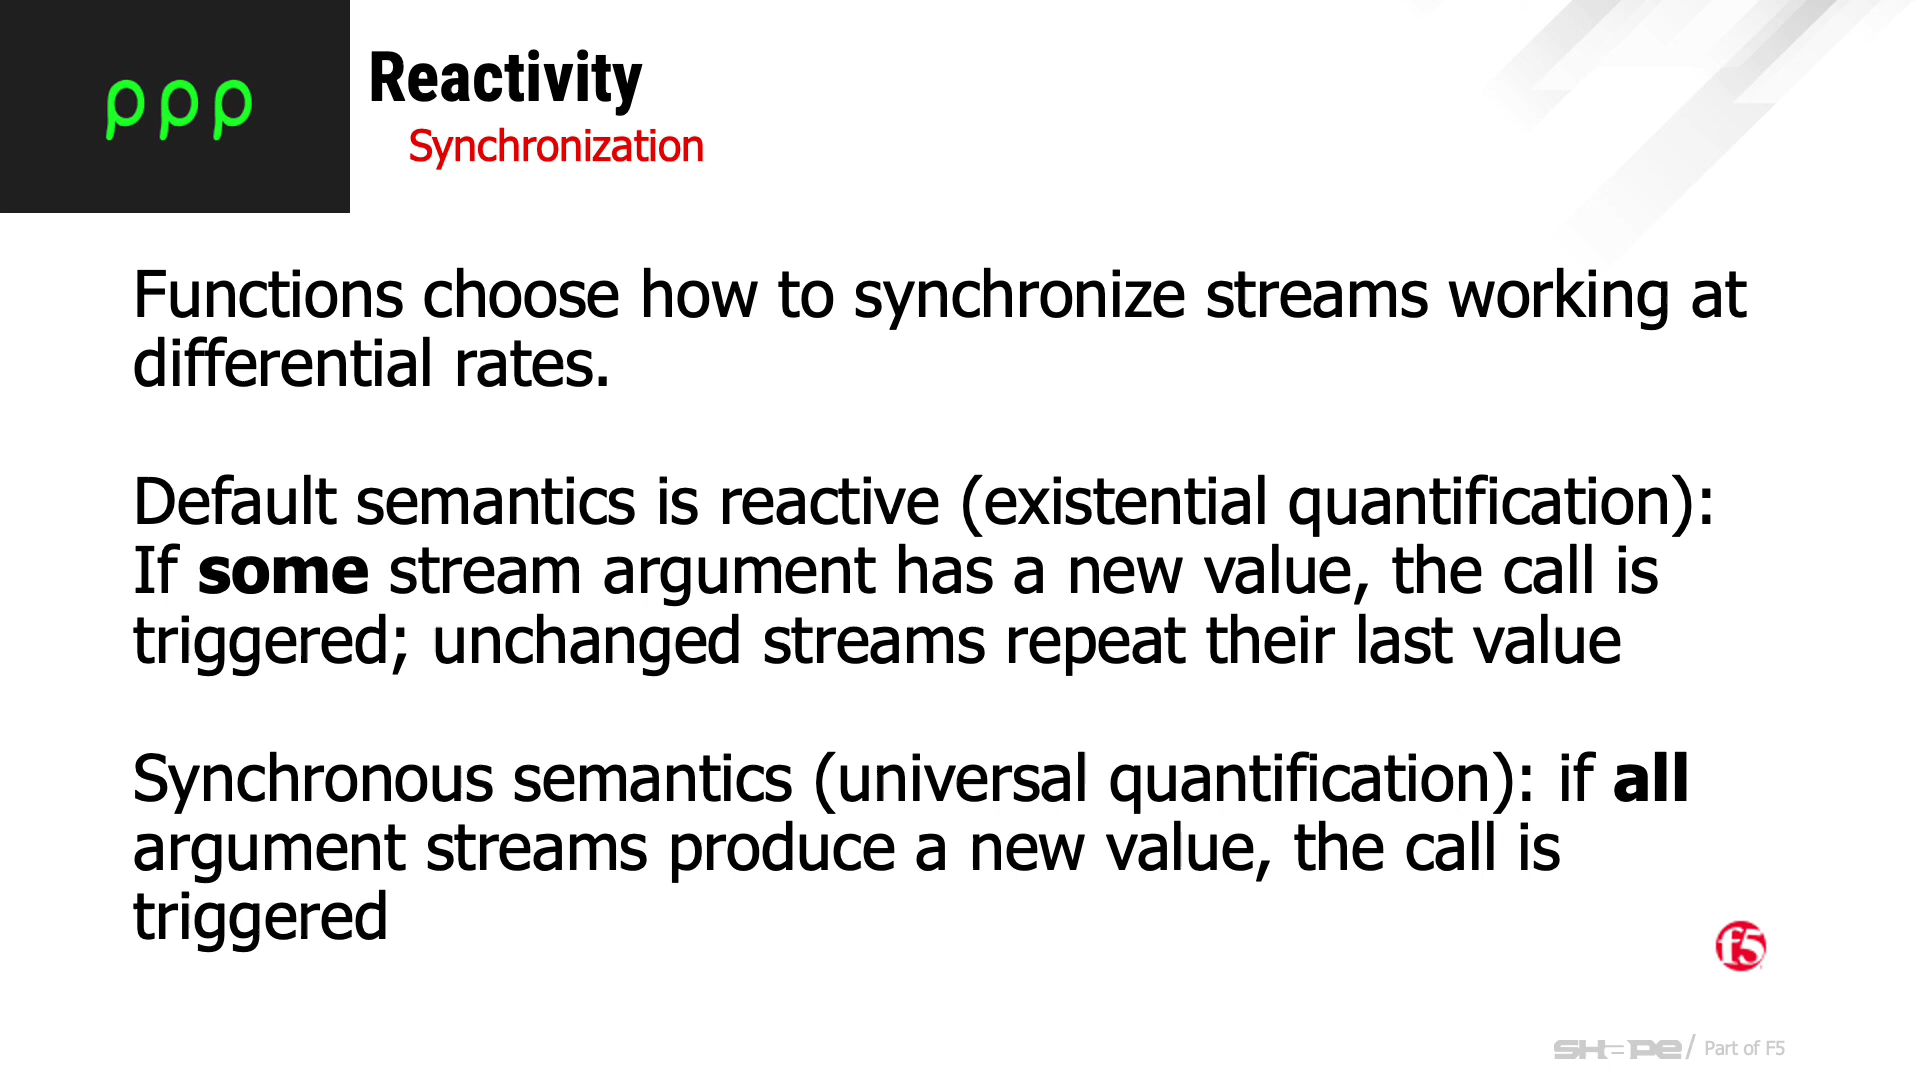 ρρρ
Reactivity
Synchronization
Functions choose how to synchronize streams working at
differential rates.
Default semantics is reactive (existential quantification):
If some stream argument has a new value, the call is
triggered; unchanged streams repeat their last value
Synchronous semantics (universal quantification): if all
argument streams produce a new value, the call is
triggered
f5
SHAPE / Part of F5